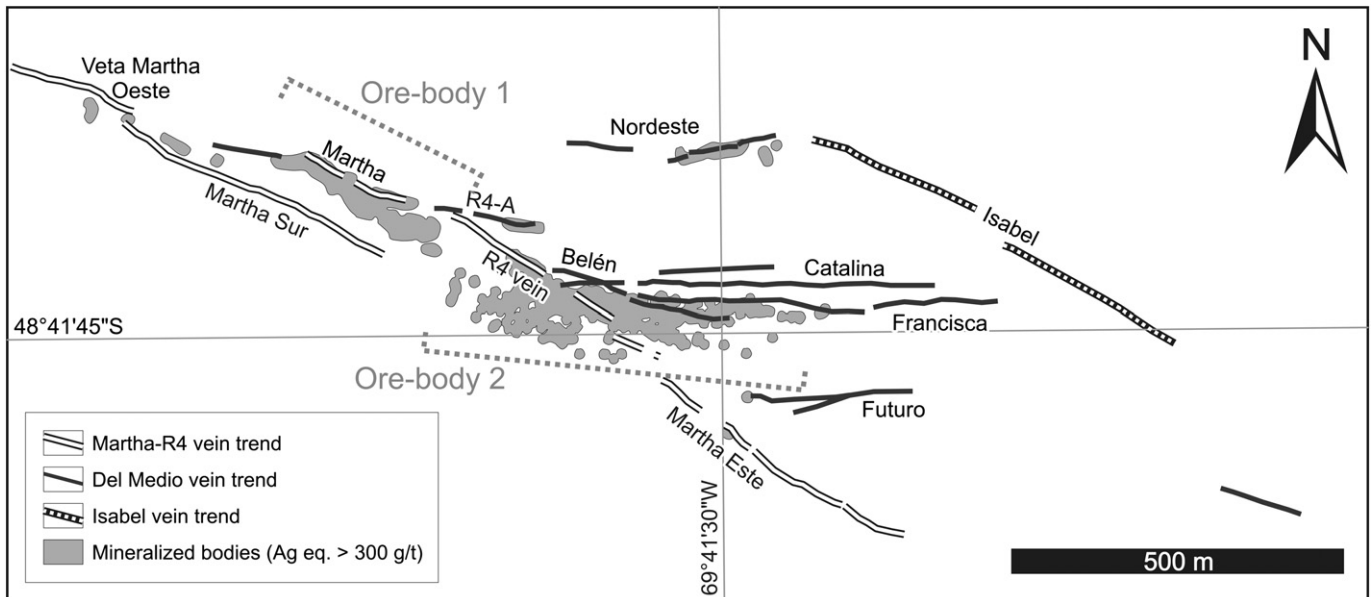 N
Veta Martha
Oeste
Ore-body 1
Nordeste
Martha
R4-A
Martha Sur
Isabel
Belén
R4 vein
Catalina
48°41'45"S
Francisca
Ore-body 2
Futuro
Martha Este
69°41'30"W
Martha-R4 vein trend
Del Medio vein trend
Isabel vein trend
Mineralized bodies (Ag eq. > 300 g/t)
500 m